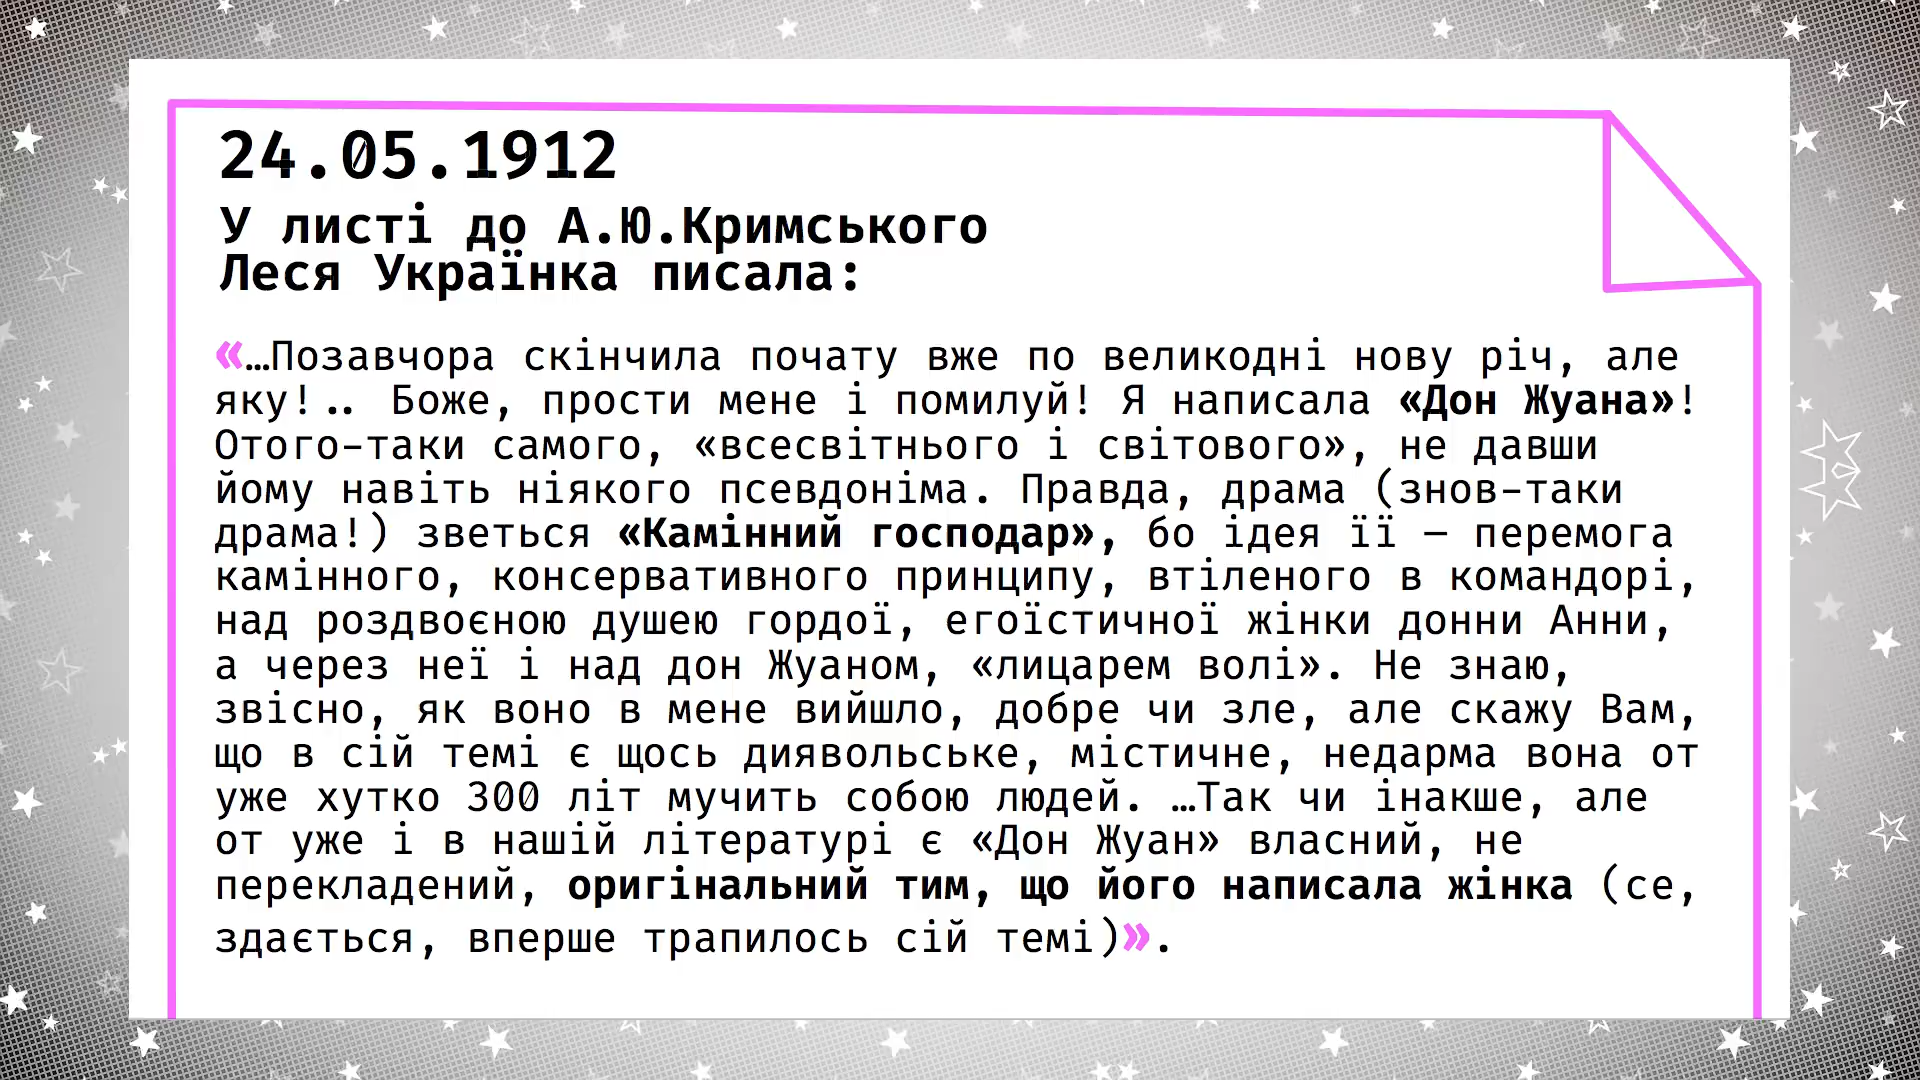 24.05.1912
У листі до А.Ю.Кримського
Леся Українка писала:
«…Позавчора скінчила почату вже по великодні нову річ, але
яку!.. Боже, прости мене і помилуй! Я написала «Дон Жуана»!
Отого-таки самого, «всесвітнього і світового», не давши
йому навіть ніякого псевдоніма. Правда, драма (знов-таки
драма!) зветься «Камінний господар», бо ідея її — перемога
камінного, консервативного принципу, втіленого в командорі,
над роздвоєною душею гордої, егоїстичної жінки донни Анни,
а через неї і над дон Жуаном, «лицарем волі». Не знаю,
звісно, як воно в мене вийшло, добре чи зле, але скажу Вам,
що в сій темі є щось диявольське, містичне, недарма вона от
уже хутко 300 літ мучить собою людей. …Так чи інакше, але
от уже і в нашій літературі є «Дон Жуан» власний, не
перекладений, оригінальний тим, що його написала жінка (се,
здається, вперше трапилось сій темі)».